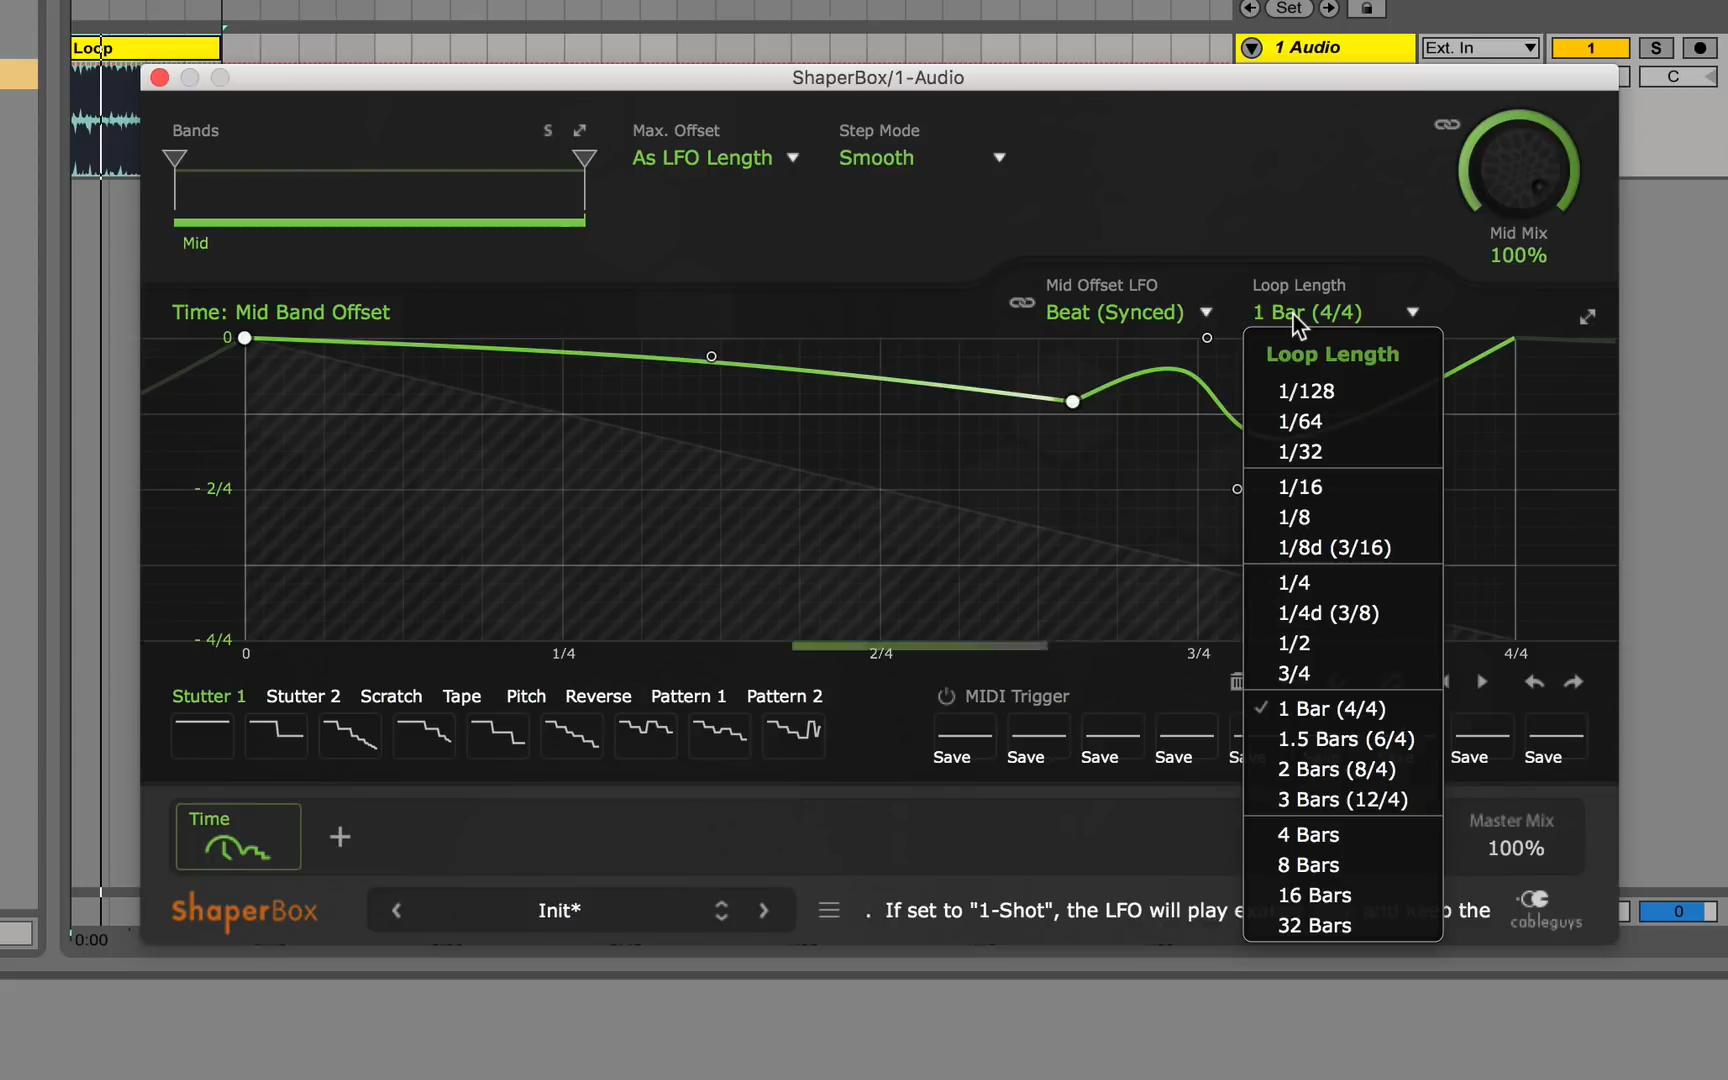 Set
Loop
1 Audio
Ext. In
1
S
C
ShaperBox/1-Audio
Bands
S
Max. Offset
Step Mode
As LFO Length
Smooth
Mid
Mid Mix
100%
Mid Offset LFO
Loop Length
Time: Mid Band Offset
Beat (Synced)
1 Bar (4/4)
0
- 2/4
- 4/4
0
1/4
2/4
3/4
4/4
Loop Length
1/128
1/64
1/32
1/16
1/8
1/8d (3/16)
1/4
1/4d (3/8)
1/2
3/4
1 Bar (4/4)
1.5 Bars (6/4)
2 Bars (8/4)
3 Bars (12/4)
4 Bars
8 Bars
16 Bars
32 Bars
Stutter 1
Stutter 2
Scratch
Tape
Pitch
Reverse
Pattern 1
Pattern 2
MIDI Trigger
Save
Save
Save
Save
Save
Save
Time
Master Mix
100%
ShaperBox
Init*
. If set to "1-Shot", the LFO will play
the
cableguys
0
0:00